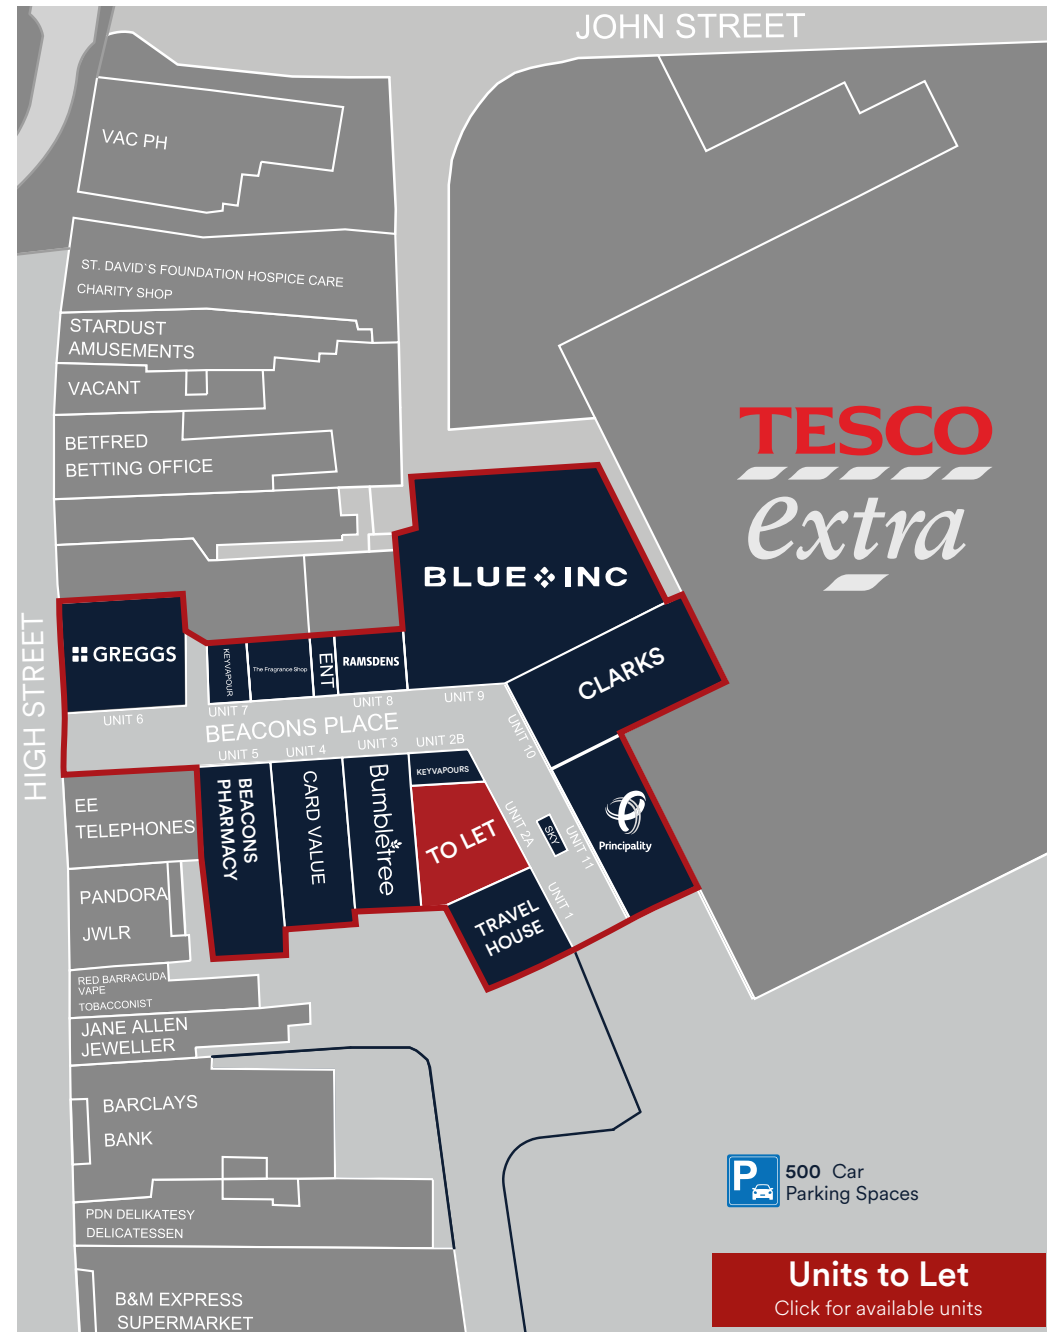 JOHN STREET
VAC PH
ST. DAVID`S FOUNDATION HOSPICE CARE
CHARITY SHOP
STARDUST
AMUSEMENTS
VACANT
BETFRED
BETTING OFFICE
TESCO
extra
BLUE INC
HIGH STREET
GREGGS
KEYVAPOUR
The Fragrance Shop
ENT
RAMSDENS
CLARKS
UNIT 6
UNIT 7
UNIT 8
UNIT 9
UNIT 10
BEACONS PLACE
UNIT 5
UNIT 4
UNIT 3
UNIT 2B
BEACONS
PHARMACY
CARD VALUE
Bumbletree
KEYVAPOURS
TO LET
UNIT 2A
SKY
UNIT 11
Principality
UNIT 1
TRAVEL
HOUSE
EE
TELEPHONES
PANDORA
JWLR
RED BARRACUDA
VAPE
TOBACCONIST
JANE ALLEN
JEWELLER
BARCLAYS
BANK
PDN DELIKATESY
DELICATESSEN
B&M EXPRESS
SUPERMARKET
P
500 Car
Parking Spaces
Units to Let
Click for available units